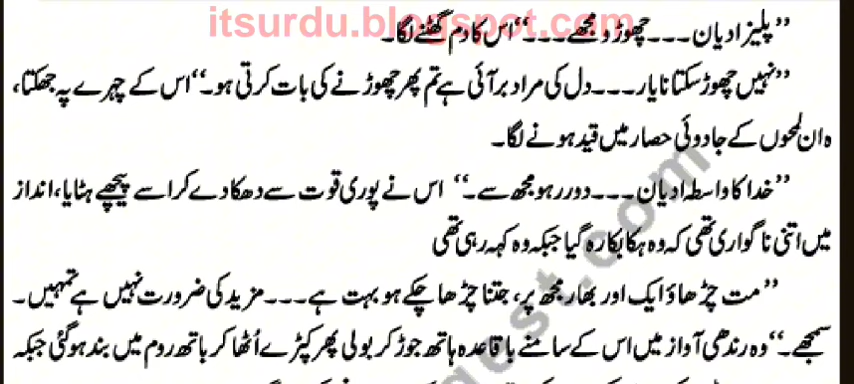 itsurdu.blogspot.com
”پلیز ادیان ۔۔۔ چھوڑو مجھے ۔۔۔“ اس کا دم گھٹنے لگا۔
”نہیں چھوڑ سکتا نا یار ۔۔۔ دل کی مراد بر آئی ہے تم پھر چھوڑنے کی بات کرتی ہو۔“ اس کے چہرے پہ جھکتا،
وہ ان لمحوں کے جادوئی حصار میں قید ہونے لگا۔
”خدا کا واسطہ ادیان ۔۔۔ دور رہو مجھ سے ۔“ اس نے پوری قوت سے دھکا دے کر اسے پیچھے ہٹایا، انداز
میں اتنی ناگواری تھی کہ وہ ہکا بکا رہ گیا جبکہ وہ کہہ رہی تھی
”مت چڑھاؤ ایک اور بھار مجھ پر، جتنا چڑھا چکے ہو بہت ہے ۔۔۔ مزید کی ضرورت نہیں ہے تمہیں۔
سمجھے۔“ وہ رندھی آواز میں اس کے سامنے باقاعدہ ہاتھ جوڑ کر بولی پھر کپڑے اُٹھا کر باتھ روم میں بند ہو گئی جبکہ